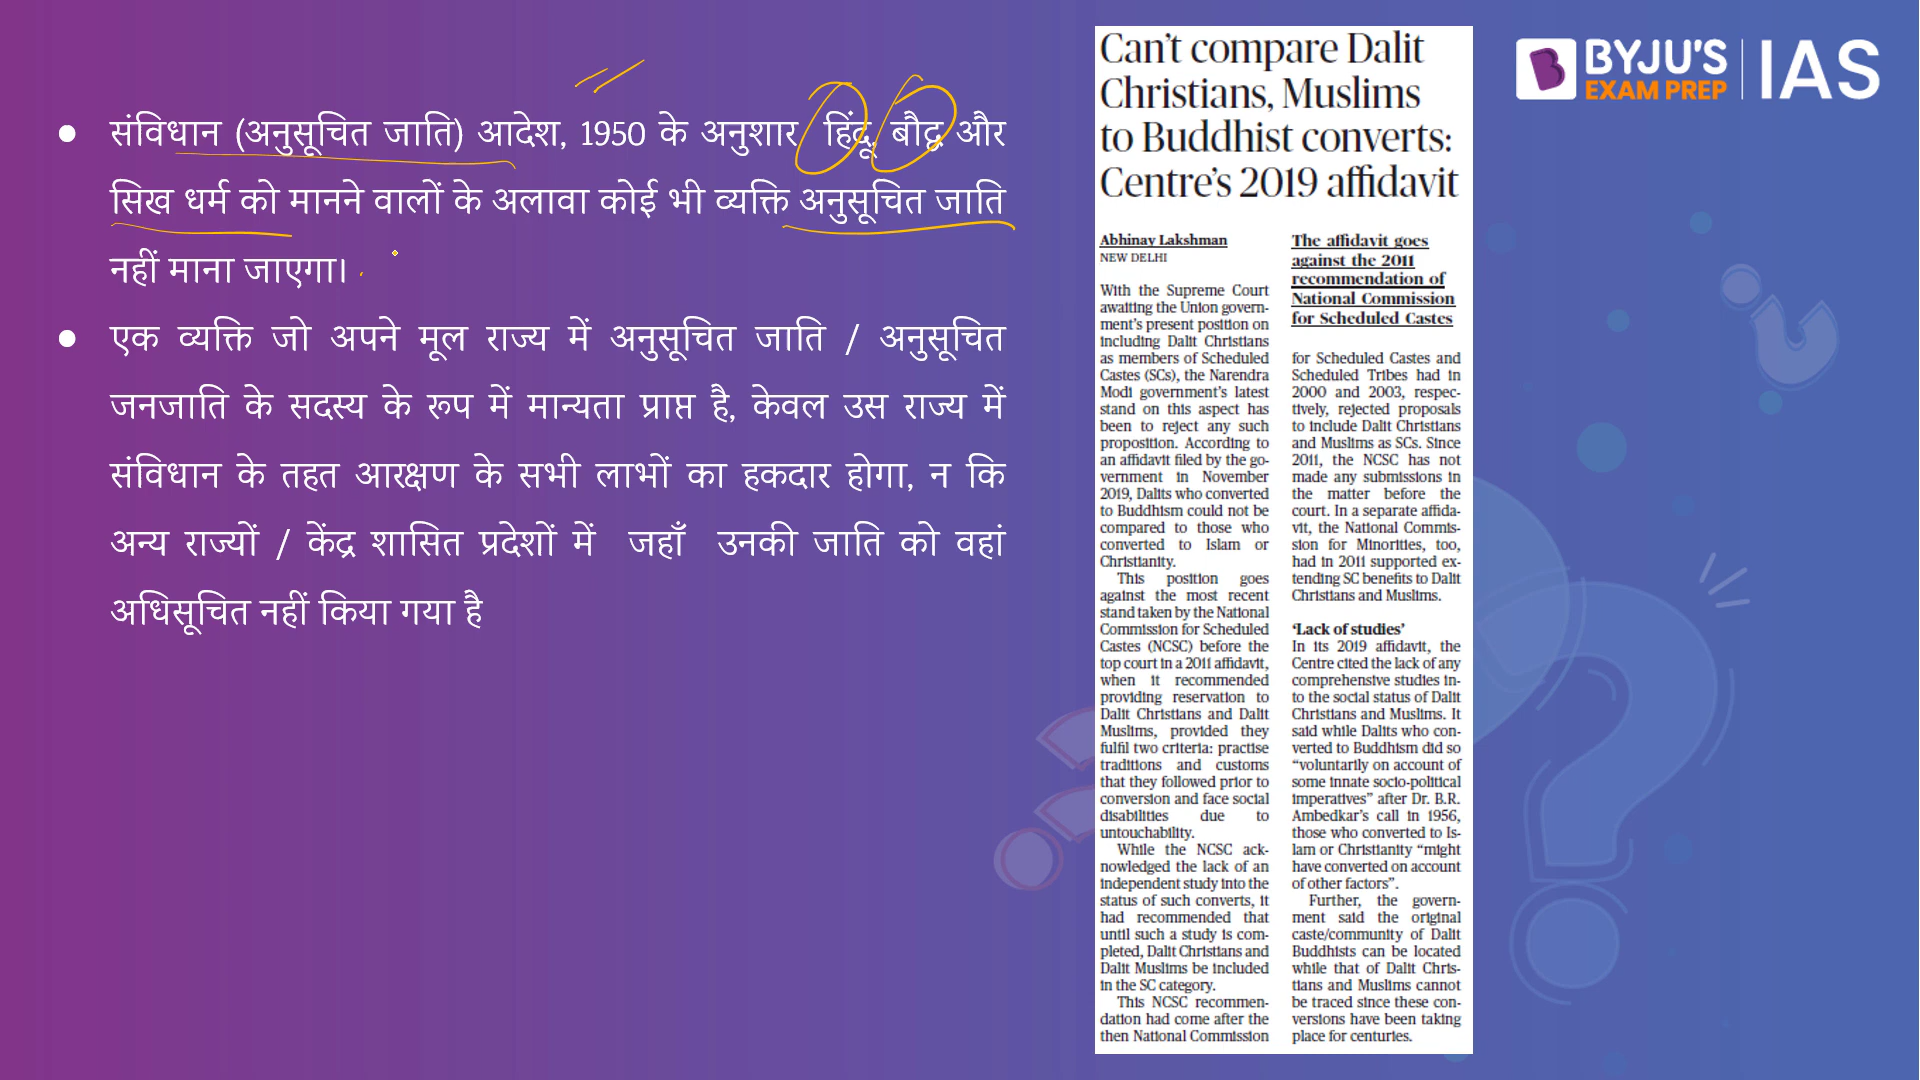 ● संविधान (अनुसूचित जाति) आदेश, 1950 के अनुशार हिंदू, बौद्ध और
सिख धर्म को मानने वालों के अलावा कोई भी व्यक्ति अनुसूचित जाति
नहीं माना जाएगा।
● एक व्यक्ति जो अपने मूल राज्य में अनुसूचित जाति / अनुसूचित
जनजाति के सदस्य के रूप में मान्यता प्राप्त है, केवल उस राज्य में
संविधान के तहत आरक्षण के सभी लाभों का हकदार होगा, न कि
अन्य राज्यों / केंद्र शासित प्रदेशों में जहाँ उनकी जाति को वहां
अधिसूचित नहीं किया गया है
Can't compare Dalit
Christians, Muslims
to Buddhist converts:
Centre's 2019 affidavit
Abhinay Lakshman
NEW DELHI
With the Supreme Court
awaiting the Union govern-
ment's present position on
including Dalit Christians
as members of Scheduled
Castes (SCs), the Narendra
Modi government's latest
stand on this aspect has
been to reject any such
proposition. According to
an affidavit filed by the go-
vernment in November
2019, Dalits who converted
to Buddhism could not be
compared to those who
converted to Islam or
Christianity.
This position goes
against the most recent
stand taken by the National
Commission for Scheduled
Castes (NCSC) before the
top court in a 2011 affidavit,
when it recommended
providing reservation to
Dalit Christians and Dalit
Muslims, provided they
fulfil two criteria: practise
traditions and customs
that they followed prior to
conversion and face social
disabilities due to
untouchability.
While the NCSC ack-
nowledged the lack of an
independent study into the
status of such converts, it
had recommended that
until such a study is com-
pleted, Dalit Christians and
Dalit Muslims be included
in the SC category.
This NCSC recommen-
dation had come after the
then National Commission
The affidavit goes
against the 2011
recommendation of
National Commission
for Scheduled Castes
for Scheduled Castes and
Scheduled Tribes had in
2000 and 2003, respec-
tively, rejected proposals
to include Dalit Christians
and Muslims as SCs. Since
2011, the NCSC has not
made any submissions in
the matter before the
court. In a separate affida-
vit, the National Commis-
sion for Minorities, too,
had in 2011 supported ex-
tending SC benefits to Dalit
Christians and Muslims.
'Lack of studies'
In its 2019 affidavit, the
Centre cited the lack of any
comprehensive studies in-
to the social status of Dalit
Christians and Muslims. It
said while Dalits who con-
verted to Buddhism did so
"voluntarily on account of
some innate socio-political
imperatives" after Dr. B.R.
Ambedkar's call in 1956,
those who converted to Is-
lam or Christianity "might
have converted on account
of other factors".
Further, the govern-
ment said the original
caste/community of Dalit
Buddhists can be located
while that of Dalit Chris-
tians and Muslims cannot
be traced since these con-
versions have been taking
place for centuries.
BYJU'S
EXAM PREP
IAS